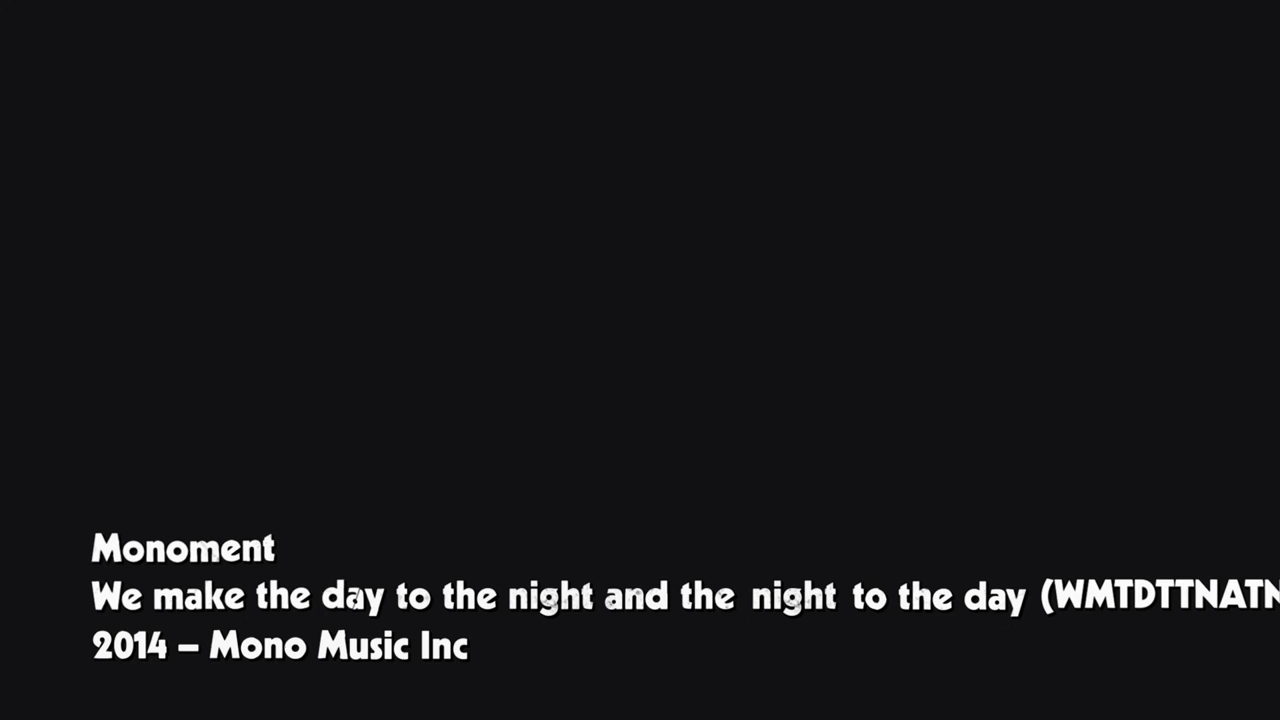 Monoment
We make the day to the night and the night to the day (WMTDTTNATN
2014 – Mono Music Inc